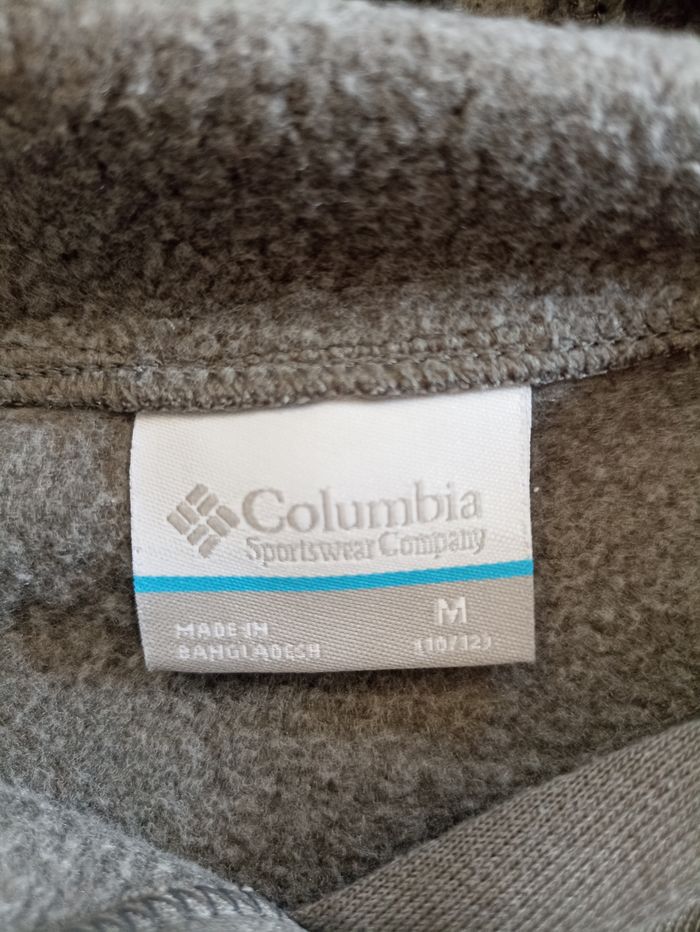 Columbia
Sportswear Company
MADE IN
BANGLADESH
M
(10/12)